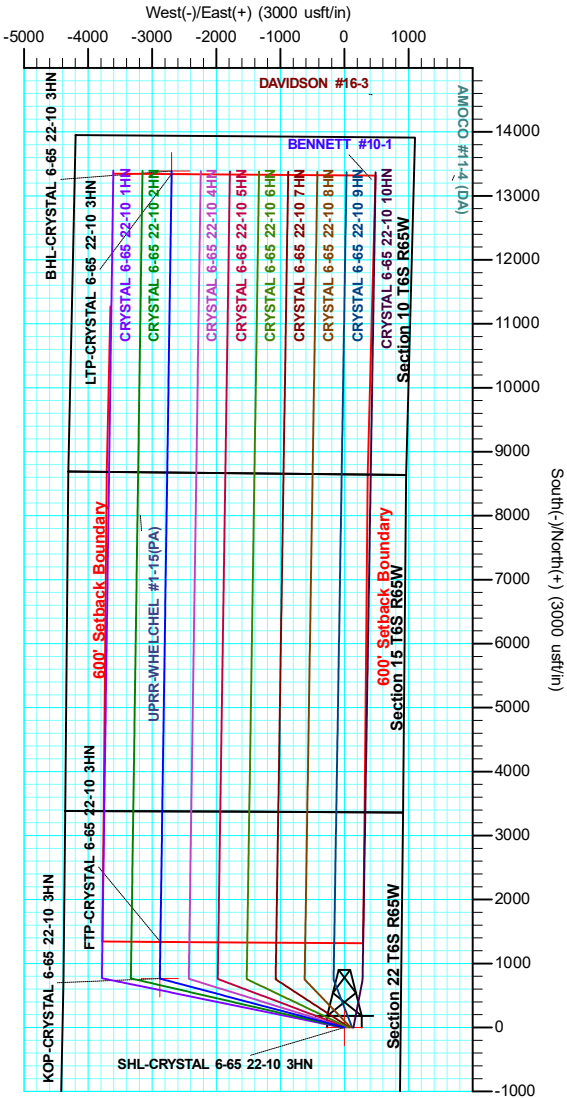 West(-)/East(+) (3000 usft/in)
-5000 -4000 -3000 -2000 -1000 0 1000
DAVIDSON #16-3
AMOCO #11-4 (DA)
BENNETT #10-1
BHL-CRYSTAL 6-65 22-10 3HN
LTP-CRYSTAL 6-65 22-10 3HN
CRYSTAL 6-65 22-10 1HN
CRYSTAL 6-65 22-10 2HN
CRYSTAL 6-65 22-10 4HN
CRYSTAL 6-65 22-10 5HN
CRYSTAL 6-65 22-10 6HN
CRYSTAL 6-65 22-10 7HN
CRYSTAL 6-65 22-10 8HN
CRYSTAL 6-65 22-10 9HN
CRYSTAL 6-65 22-10 10HN
Section 10 T6S R65W
14000
13000
12000
11000
10000
9000
8000
7000
6000
5000
4000
3000
2000
1000
0
-1000
South(-)/North(+) (3000 usft/in)
600' Setback Boundary
UPRR-WHELCHEL #1-15(PA)
600' Setback Boundary
Section 15 T6S R65W
FTP-CRYSTAL 6-65 22-10 3HN
KOP-CRYSTAL 6-65 22-10 3HN
Section 22 T6S R65W
SHL-CRYSTAL 6-65 22-10 3HN